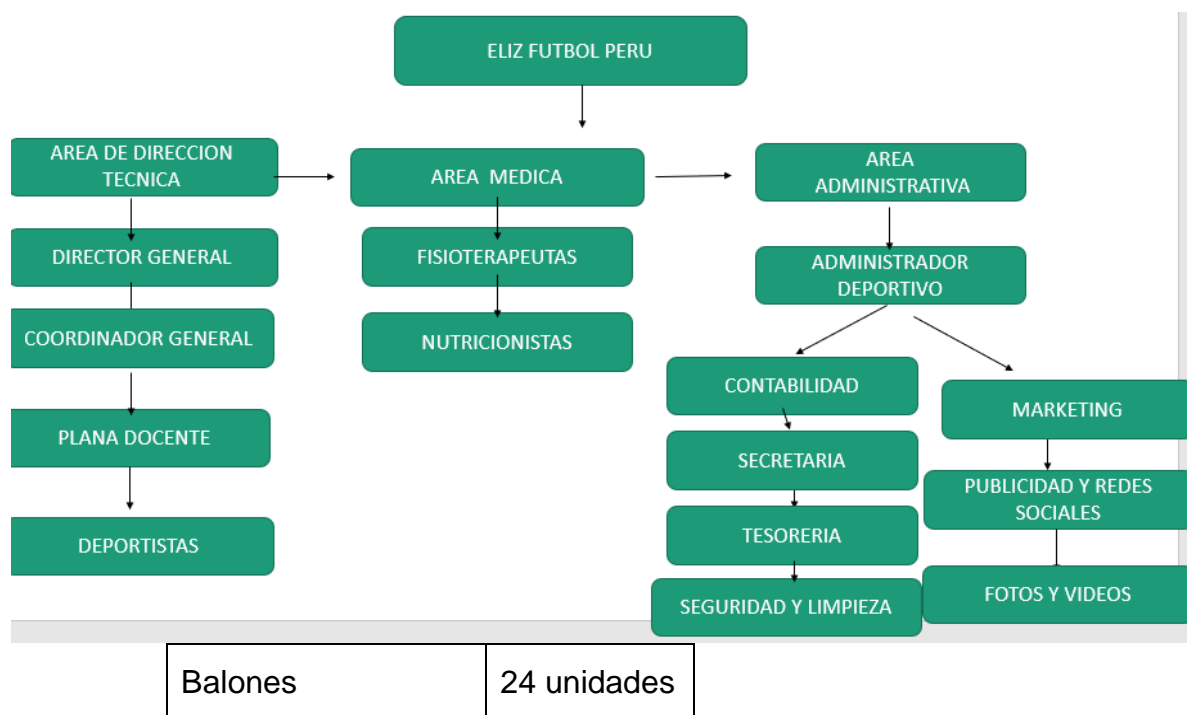 ELIZ FUTBOL PERU
AREA DE DIRECCION
TECNICA
AREA MEDICA
AREA
ADMINISTRATIVA
DIRECTOR GENERAL
FISIOTERAPEUTAS
ADMINISTRADOR
DEPORTIVO
COORDINADOR GENERAL
NUTRICIONISTAS
CONTABILIDAD
MARKETING
PLANA DOCENTE
SECRETARIA
PUBLICIDAD Y REDES
SOCIALES
DEPORTISTAS
TESORERIA
SEGURIDAD Y LIMPIEZA
FOTOS Y VIDEOS
Balones
24 unidades